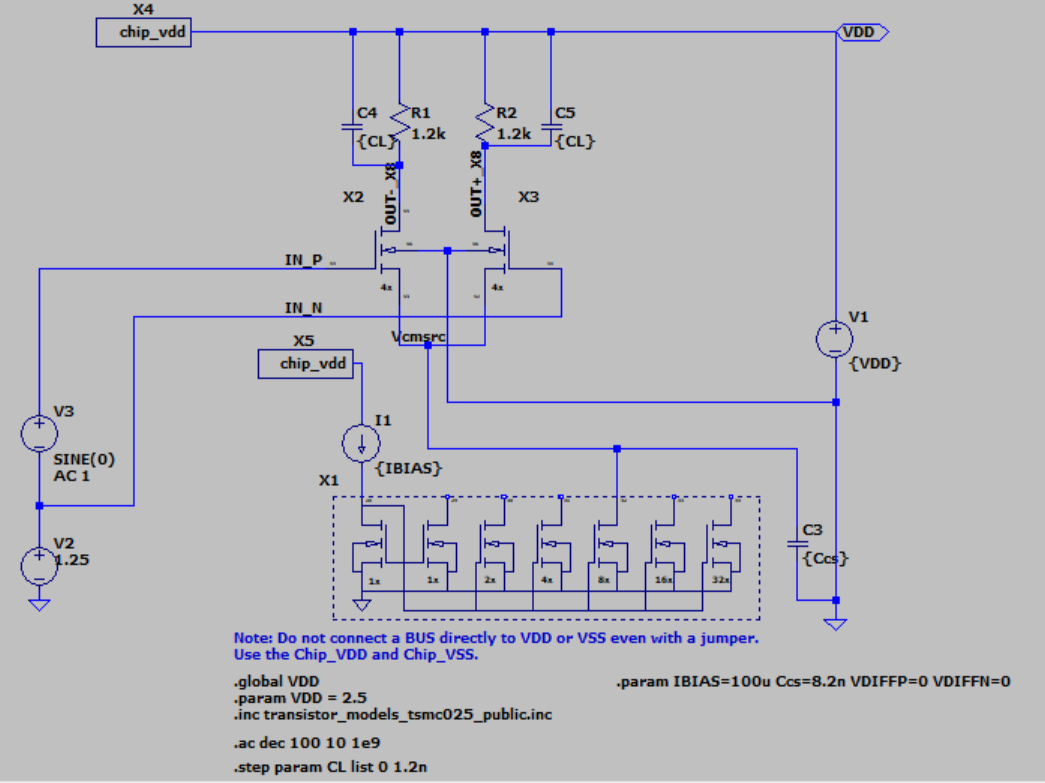 X4
chip_vdd
VDD
C4
R1
R2
C5
{CL}
1.2k
1.2k
{CL}
OUT-_X8
OUT+_X8
X2
X3
IN_P
4x
4x
IN_N
Vcmsrc
V1
X5
chip_vdd
{VDD}
V3
I1
SINE(0)
AC 1
{IBIAS}
X1
V2
1.25
C3
{Ccs}
1x
1x
2x
4x
8x
16x
32x
Note: Do not connect a BUS directly to VDD or VSS even with a jumper.
Use the Chip_VDD and Chip_VSS.
.global VDD
.param IBIAS=100u Ccs=8.2n VDIFFP=0 VDIFFN=0
.param VDD = 2.5
.inc transistor_models_tsmc025_public.inc
.ac dec 100 10 1e9
.step param CL list 0 1.2n